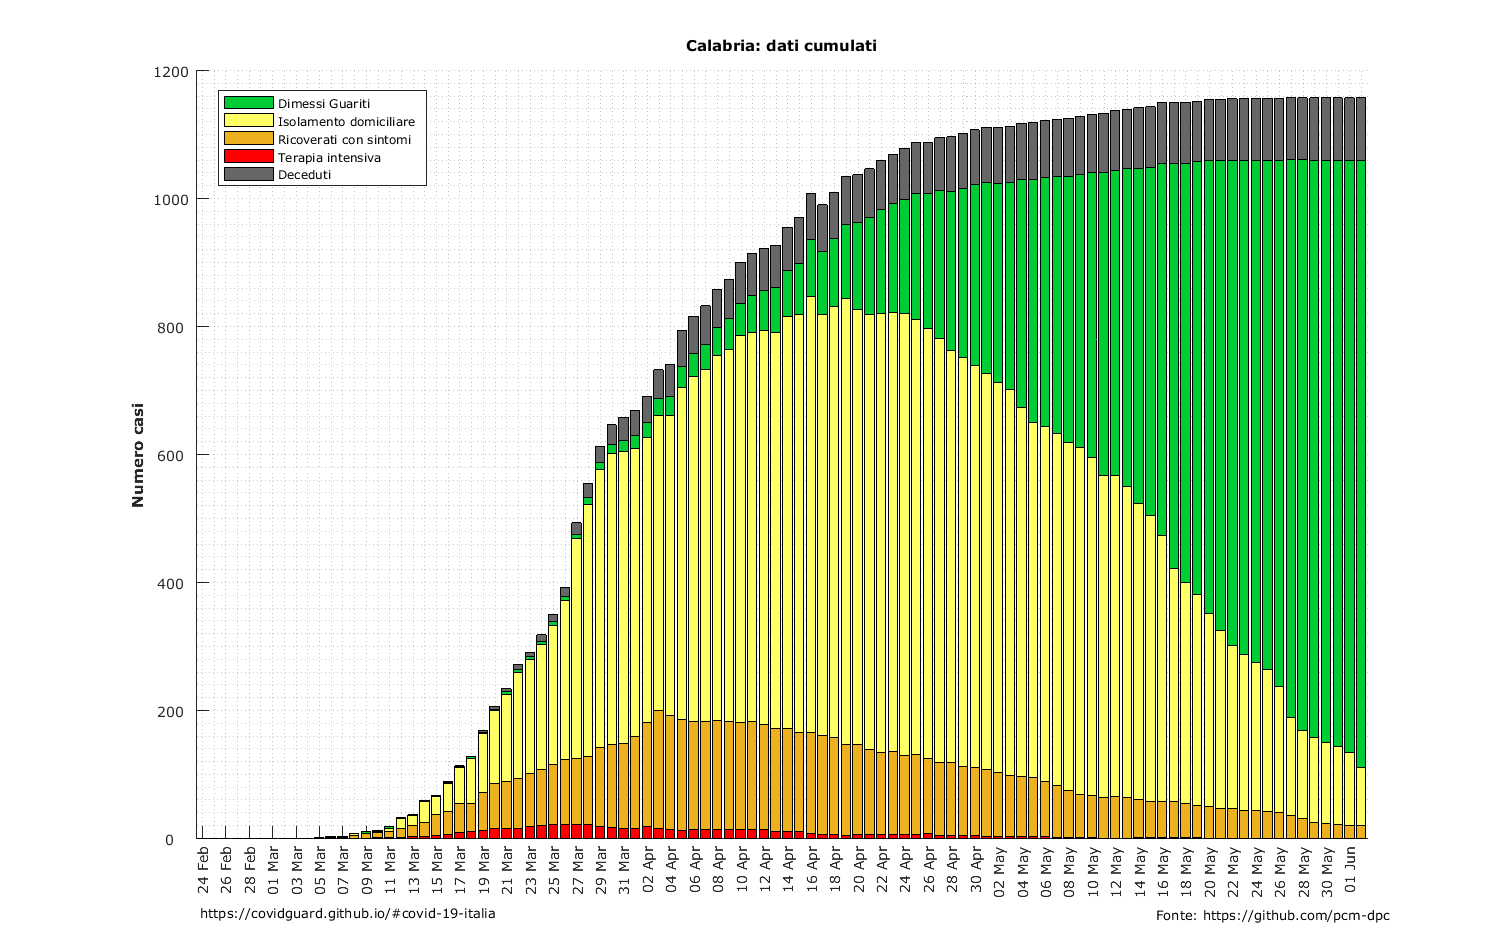 Calabria: dati cumulati
Numero casi
1200
1000
800
600
400
200
0
Dimessi Guariti
Isolamento domiciliare
Ricoverati con sintomi
Terapia intensiva
Deceduti
24 Feb
26 Feb
28 Feb
01 Mar
03 Mar
05 Mar
07 Mar
09 Mar
11 Mar
13 Mar
15 Mar
17 Mar
19 Mar
21 Mar
23 Mar
25 Mar
27 Mar
29 Mar
31 Mar
02 Apr
04 Apr
06 Apr
08 Apr
10 Apr
12 Apr
14 Apr
16 Apr
18 Apr
20 Apr
22 Apr
24 Apr
26 Apr
28 Apr
30 Apr
02 May
04 May
06 May
08 May
10 May
12 May
14 May
16 May
18 May
20 May
22 May
24 May
26 May
28 May
30 May
01 Jun
https://covidguard.github.io/#covid-19-italia
Fonte: https://github.com/pcm-dpc